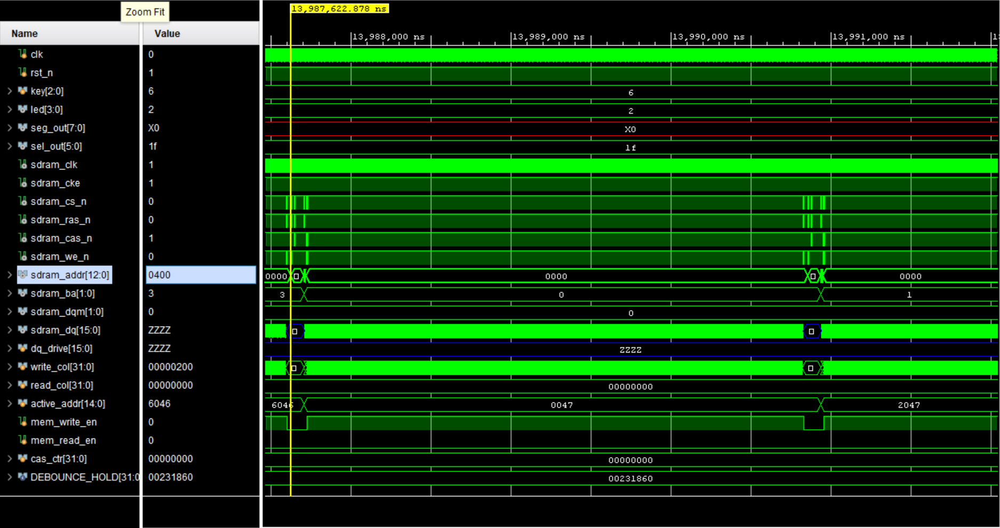 Zoom Fit
13,987,622.878 ns
Name Value
13,988,000 ns 13,989,000 ns 13,990,000 ns 13,991,000 ns
clk 0
rst_n 1
key[2:0] 6 6
led[3:0] 2 2
seg_out[7:0] X0 X0
sel_out[5:0] 1f 1f
sdram_clk 1
sdram_cke 1
sdram_cs_n 0
sdram_ras_n 0
sdram_cas_n 1
sdram_we_n 0
sdram_addr[12:0] 0400 0000 0000 0000
sdram_ba[1:0] 3 3 0 1
sdram_dqm[1:0] 0 0
sdram_dq[15:0] ZZZZ
dq_drive[15:0] ZZZZ ZZZZ
write_col[31:0] 00000200
read_col[31:0] 00000000 00000000
active_addr[14:0] 6046 6046 0047 2047
mem_write_en 0
mem_read_en 0
cas_ctr[31:0] 00000000 00000000
DEBOUNCE_HOLD[31:0 00231860 00231860